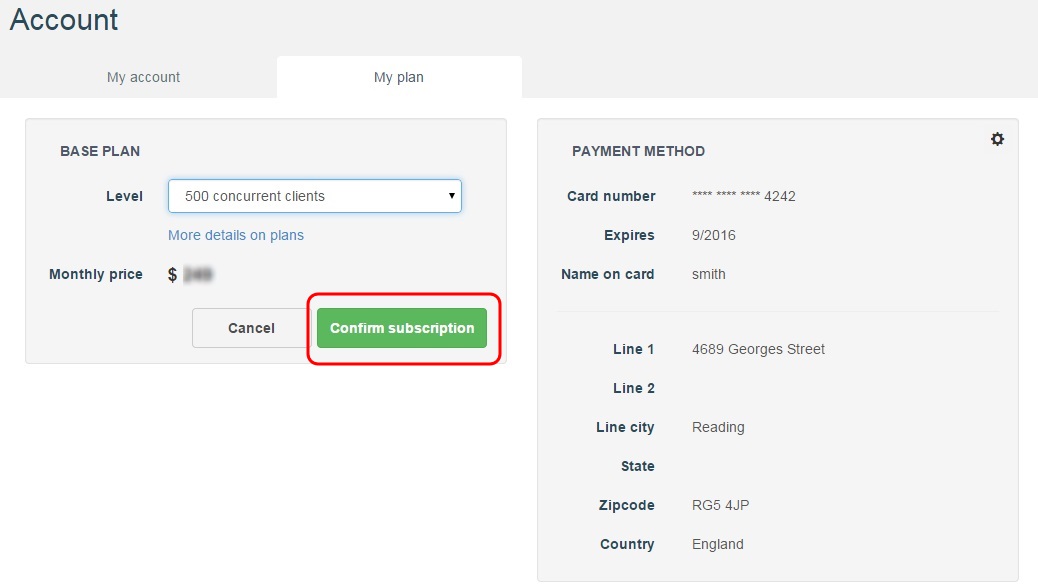 Account
My account
My plan
BASE PLAN
Level 500 concurrent clients
More details on plans
Monthly price $
Cancel Confirm subscription
PAYMENT METHOD
Card number **** **** **** 4242
Expires 9/2016
Name on card smith
Line 1 4689 Georges Street
Line 2
Line city Reading
State
Zipcode RG5 4JP
Country England